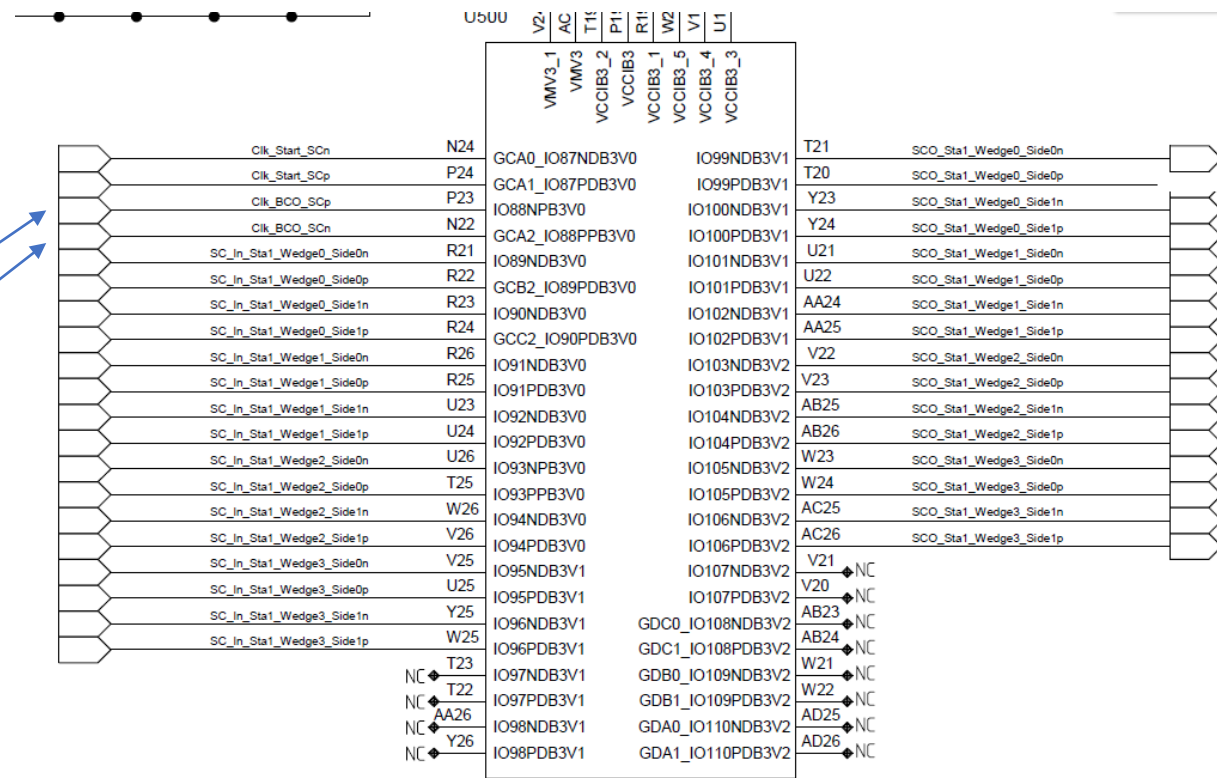 U500
VMV3_1
VMV3
VCCIB3_2
VCCIB3
VCCIB3_1
VCCIB3_5
VCCIB3_4
VCCIB3_3
Clk_Start_SCn N24 GCA0_IO87NDB3V0 IO99NDB3V1 T21 SCO_Sta1_Wedge0_Side0n
Clk_Start_SCp P24 GCA1_IO87PDB3V0 IO99PDB3V1 T20 SCO_Sta1_Wedge0_Side0p
Clk_BCO_SCp P23 IO88NPB3V0 IO100NDB3V1 Y23 SCO_Sta1_Wedge0_Side1n
Clk_BCO_SCn N22 GCA2_IO88PPB3V0 IO100PDB3V1 Y24 SCO_Sta1_Wedge0_Side1p
SC_In_Sta1_Wedge0_Side0n R21 IO89NDB3V0 IO101NDB3V1 U21 SCO_Sta1_Wedge1_Side0n
SC_In_Sta1_Wedge0_Side0p R22 GCB2_IO89PDB3V0 IO101PDB3V1 U22 SCO_Sta1_Wedge1_Side0p
SC_In_Sta1_Wedge0_Side1n R23 IO90NDB3V0 IO102NDB3V1 AA24 SCO_Sta1_Wedge1_Side1n
SC_In_Sta1_Wedge0_Side1p R24 GCC2_IO90PDB3V0 IO102PDB3V1 AA25 SCO_Sta1_Wedge1_Side1p
SC_In_Sta1_Wedge1_Side0n R26 IO91NDB3V0 IO103NDB3V2 V22 SCO_Sta1_Wedge2_Side0n
SC_In_Sta1_Wedge1_Side0p R25 IO91PDB3V0 IO103PDB3V2 V23 SCO_Sta1_Wedge2_Side0p
SC_In_Sta1_Wedge1_Side1n U23 IO92NDB3V0 IO104NDB3V2 AB25 SCO_Sta1_Wedge2_Side1n
SC_In_Sta1_Wedge1_Side1p U24 IO92PDB3V0 IO104PDB3V2 AB26 SCO_Sta1_Wedge2_Side1p
SC_In_Sta1_Wedge2_Side0n U26 IO93NPB3V0 IO105NDB3V2 W23 SCO_Sta1_Wedge3_Side0n
SC_In_Sta1_Wedge2_Side0p T25 IO93PPB3V0 IO105PDB3V2 W24 SCO_Sta1_Wedge3_Side0p
SC_In_Sta1_Wedge2_Side1n W26 IO94NDB3V0 IO106NDB3V2 AC25 SCO_Sta1_Wedge3_Side1n
SC_In_Sta1_Wedge2_Side1p V26 IO94PDB3V0 IO106PDB3V2 AC26 SCO_Sta1_Wedge3_Side1p
SC_In_Sta1_Wedge3_Side0n V25 IO95NDB3V1 IO107NDB3V2 V21 NC
SC_In_Sta1_Wedge3_Side0p U25 IO95PDB3V1 IO107PDB3V2 V20 NC
SC_In_Sta1_Wedge3_Side1n Y25 IO96NDB3V1 GDC0_IO108NDB3V2 AB23 NC
SC_In_Sta1_Wedge3_Side1p W25 IO96PDB3V1 GDC1_IO108PDB3V2 AB24 NC
NC T23 IO97NDB3V1 GDB0_IO109NDB3V2 W21 NC
NC T22 IO97PDB3V1 GDB1_IO109PDB3V2 W22 NC
NC AA26 IO98NDB3V1 GDA0_IO110NDB3V2 AD25 NC
NC Y26 IO98PDB3V1 GDA1_IO110PDB3V2 AD26 NC